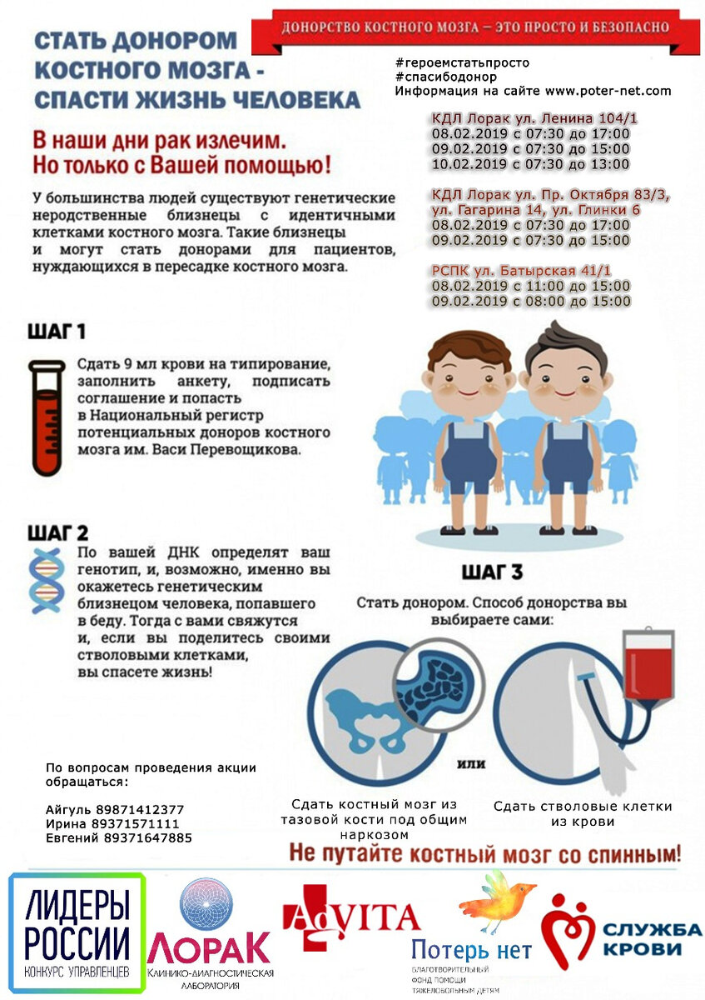 ДОНОРСТВО КОСТНОГО МОЗГА – ЭТО ПРОСТО И БЕЗОПАСНО
СТАТЬ ДОНОРОМ
КОСТНОГО МОЗГА -
СПАСТИ ЖИЗНЬ ЧЕЛОВЕКА
В наши дни рак излечим.
Но только с Вашей помощью!
У большинства людей существуют генетические
неродственные близнецы с идентичными
клетками костного мозга. Такие близнецы
и могут стать донорами для пациентов,
нуждающихся в пересадке костного мозга.
#героемстатьпросто
#спасибодонор
Информация на сайте www.poter-net.com
КДЛ Лорак ул. Ленина 104/1
08.02.2019 с 07:30 до 17:00
09.02.2019 с 07:30 до 15:00
10.02.2019 с 07:30 до 13:00
КДЛ Лорак ул. Пр. Октября 83/3,
ул. Гагарина 14, ул. Глинки 6
08.02.2019 с 07:30 до 17:00
09.02.2019 с 07:30 до 15:00
РСПК ул. Батырская 41/1
08.02.2019 с 11:00 до 15:00
09.02.2019 с 08:00 до 15:00
ШАГ 1
Сдать 9 мл крови на типирование,
заполнить анкету, подписать
соглашение и попасть
в Национальный регистр
потенциальных доноров костного
мозга им. Васи Перевощикова.
ШАГ 2
По вашей ДНК определят ваш
генотип, и, возможно, именно вы
окажетесь генетическим
близнецом человека, попавшего
в беду. Тогда с вами свяжутся
и, если вы поделитесь своими
стволовыми клетками,
вы спасете жизнь!
ШАГ 3
Стать донором. Способ донорства вы
выбираете сами:
или
Сдать костный мозг из
тазовой кости под общим
наркозом
Сдать стволовые клетки
из крови
По вопросам проведения акции
обращаться:
Айгуль 89871412377
Ирина 89371571111
Евгений 89371647885
Не путайте костный мозг со спинным!
ЛИДЕРЫ
РОССИИ
КОНКУРС УПРАВЛЕНЦЕВ
ЛОРАК
КЛИНИКО-ДИАГНОСТИЧЕСКАЯ
ЛАБОРАТОРИЯ
AdVITA
Потерь нет
БЛАГОТВОРИТЕЛЬНЫЙ
ФОНД ПОМОЩИ
ТЯЖЕЛОБОЛЬНЫМ ДЕТЯМ
СЛУЖБА
КРОВИ